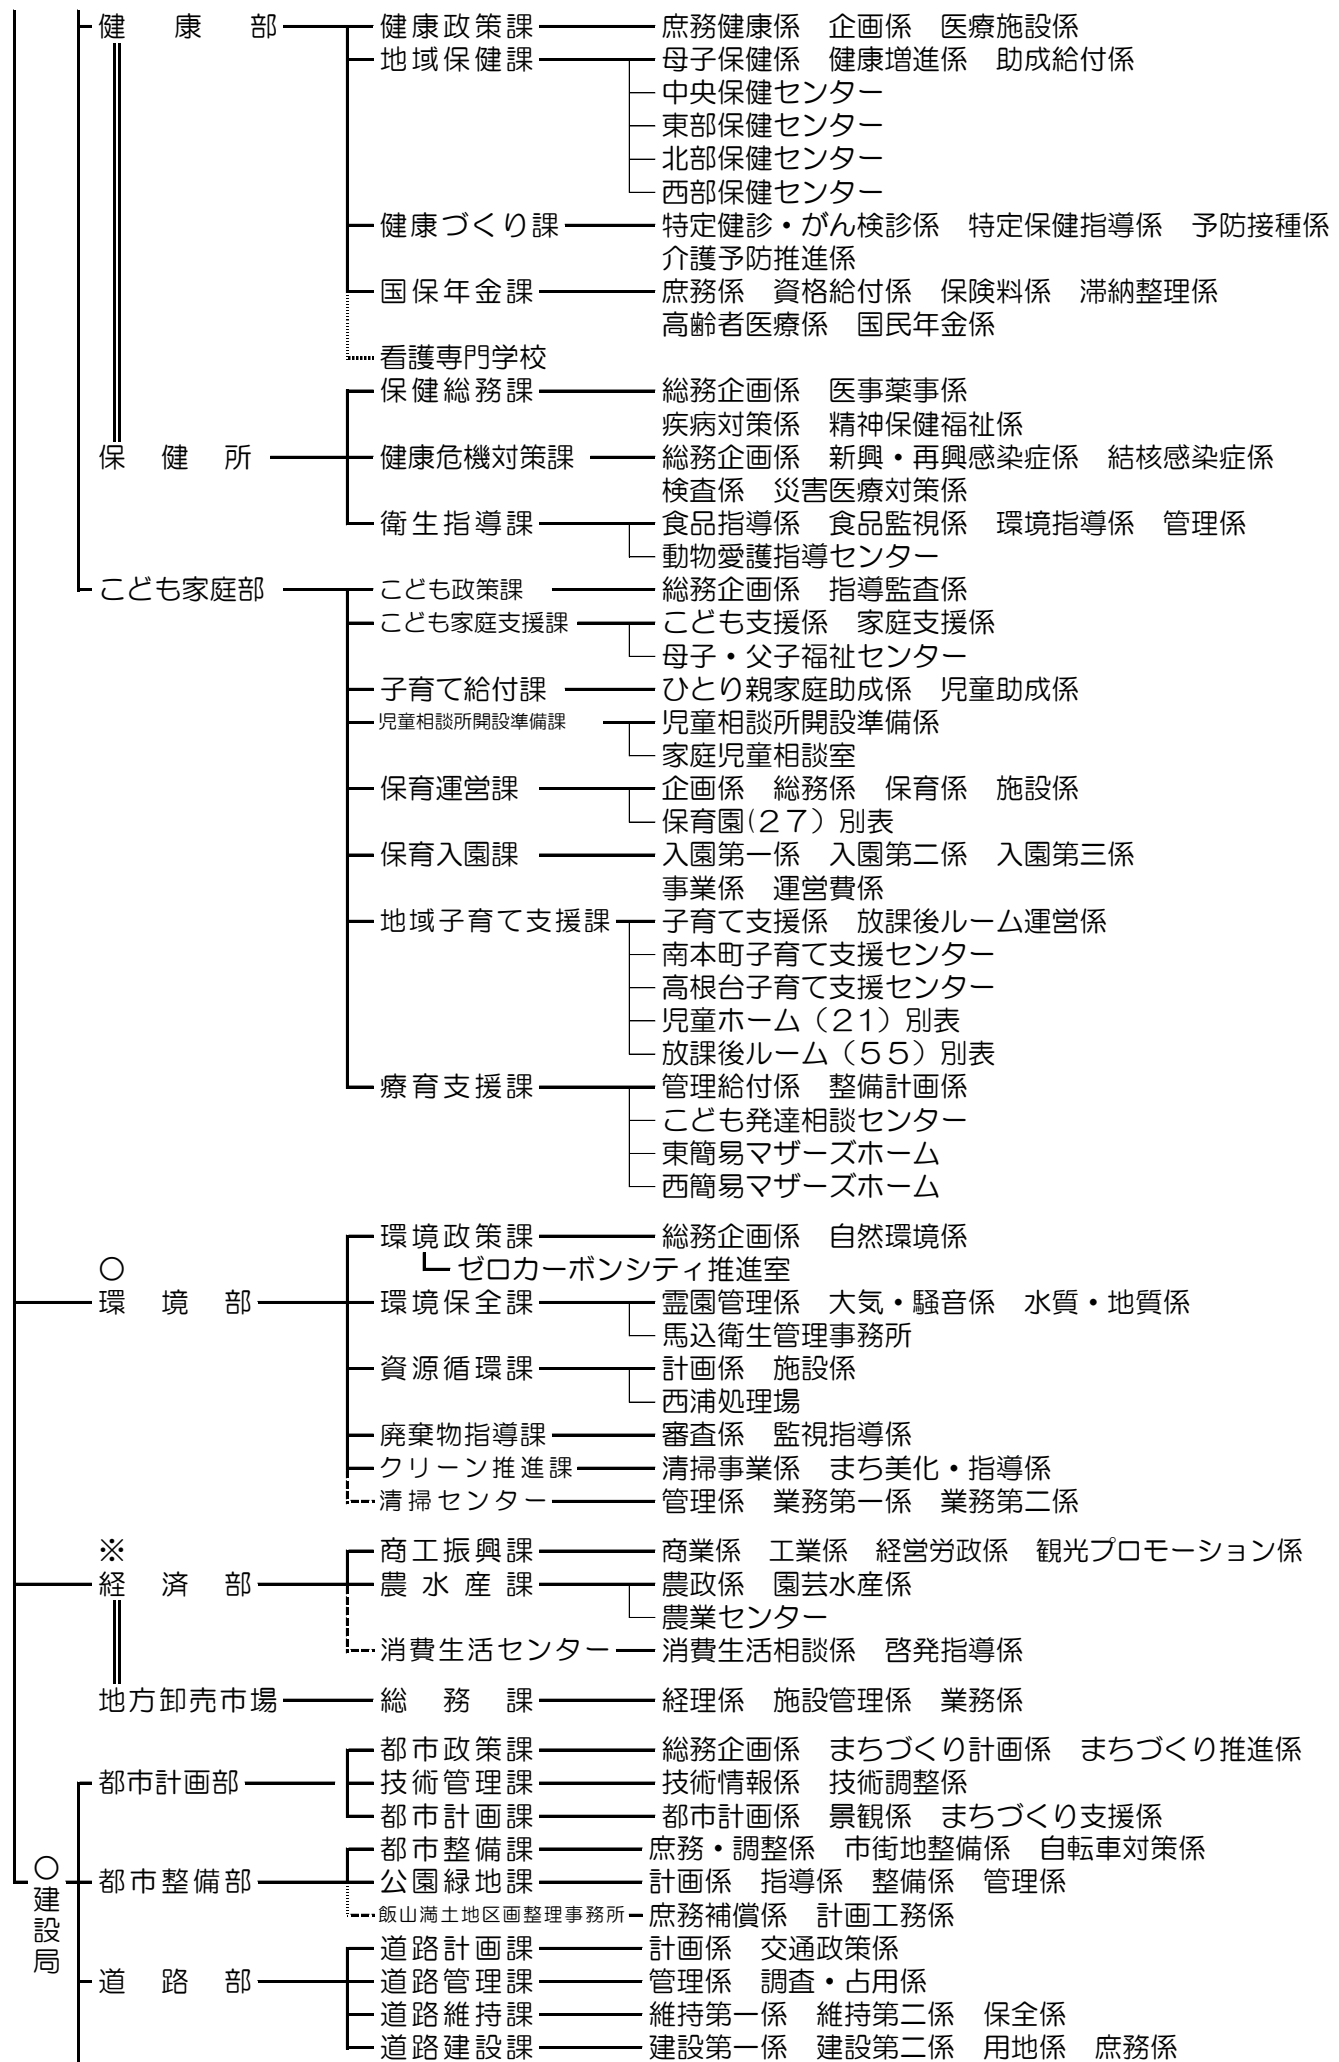 健康部 健康政策課 庶務健康係 企画係 医療施設係
地域保健課 母子保健係 健康増進係 助成給付係
中央保健センター
東部保健センター
北部保健センター
西部保健センター
健康づくり課 特定健診・がん検診係 特定保健指導係 予防接種係
介護予防推進係
国保年金課 庶務係 資格給付係 保険料係 滞納整理係
高齢者医療係 国民年金係
看護専門学校
保健総務課 総務企画係 医事薬事係
疾病対策係 精神保健福祉係
保健所 健康危機対策課 総務企画係 新興・再興感染症係 結核感染症係
検査係 災害医療対策係
衛生指導課 食品指導係 食品監視係 環境指導係 管理係
動物愛護指導センター
こども家庭部 こども政策課 総務企画係 指導監査係
こども家庭支援課 こども支援係 家庭支援係
母子・父子福祉センター
子育て給付課 ひとり親家庭助成係 児童助成係
児童相談所開設準備課 児童相談所開設準備係
家庭児童相談室
保育運営課 企画係 総務係 保育係 施設係
保育園(27)別表
保育入園課 入園第一係 入園第二係 入園第三係
事業係 運営費係
地域子育て支援課 子育て支援係 放課後ルーム運営係
南本町子育て支援センター
高根台子育て支援センター
児童ホーム(21)別表
放課後ルーム(55)別表
療育支援課 管理給付係 整備計画係
こども発達相談センター
東簡易マザーズホーム
西簡易マザーズホーム
環境政策課 総務企画係 自然環境係
○ ゼロカーボンシティ推進室
環境部 環境保全課 霊園管理係 大気・騒音係 水質・地質係
馬込衛生管理事務所
資源循環課 計画係 施設係
西浦処理場
廃棄物指導課 審査係 監視指導係
クリーン推進課 清掃事業係 まち美化・指導係
清掃センター 管理係 業務第一係 業務第二係
※ 商工振興課 商業係 工業係 経営労政係 観光プロモーション係
経済部 農水産課 農政係 園芸水産係
農業センター
消費生活センター 消費生活相談係 啓発指導係
地方卸売市場 総務課 経理係 施設管理係 業務係
都市政策課 総務企画係 まちづくり計画係 まちづくり推進係
都市計画部 技術管理課 技術情報係 技術調整係
都市計画課 都市計画係 景観係 まちづくり支援係
都市整備課 庶務・調整係 市街地整備係 自転車対策係
○建設局 都市整備部 公園緑地課 計画係 指導係 整備係 管理係
飯山満土地区画整理事務所 庶務補償係 計画工務係
道路計画課 計画係 交通政策係
道路部 道路管理課 管理係 調査・占用係
道路維持課 維持第一係 維持第二係 保全係
道路建設課 建設第一係 建設第二係 用地係 庶務係